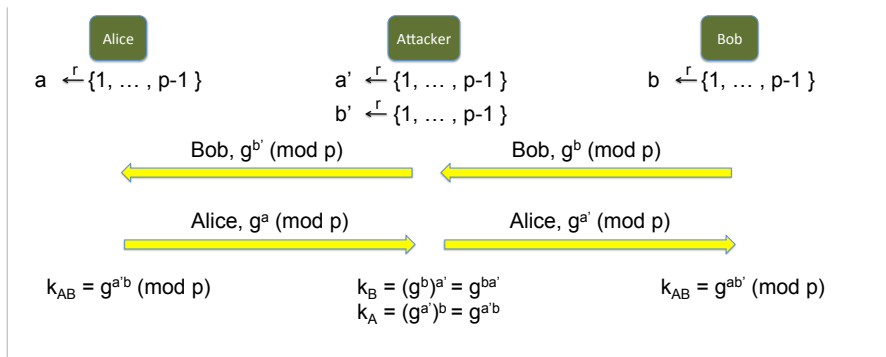 Alice
Attacker
Bob
a ←r {1, … , p-1 }
a’ ←r {1, … , p-1 }
b ←r {1, … , p-1 }
b’ ←r {1, … , p-1 }
Bob, g^b’ (mod p)
Bob, g^b (mod p)
Alice, g^a (mod p)
Alice, g^a’ (mod p)
k_AB = g^a’b (mod p)
k_B = (g^b)^a’ = g^ba’
k_AB = g^ab’ (mod p)
k_A = (g^a’)^b = g^a’b